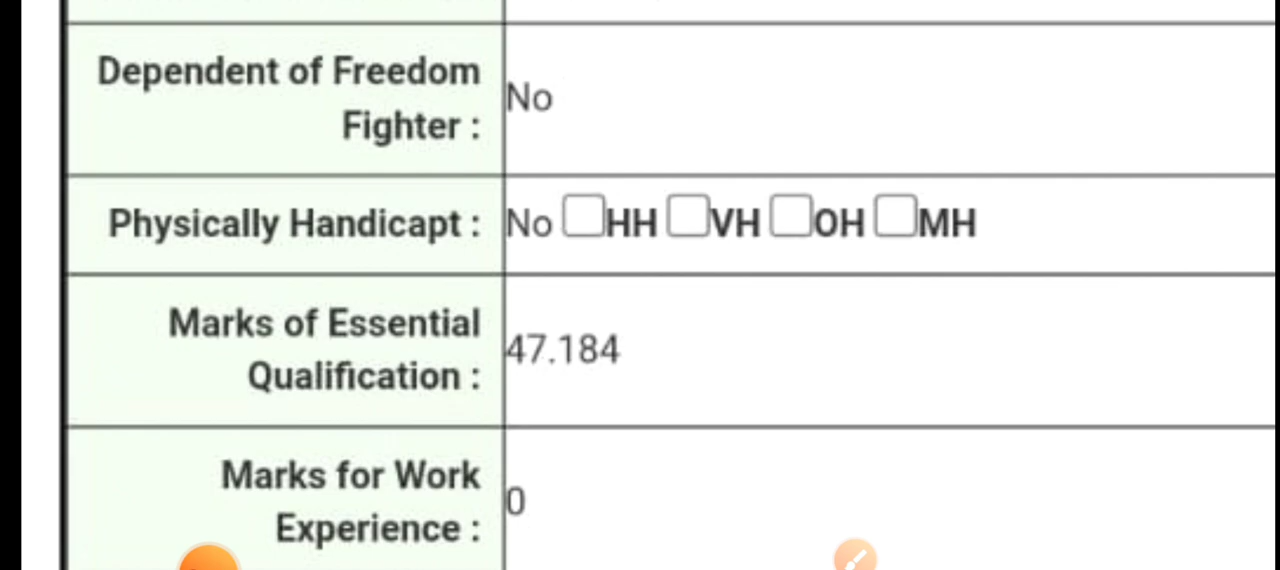 Dependent of Freedom
Fighter :
No
Physically Handicapt :
No HH VH OH MH
Marks of Essential
Qualification :
47.184
Marks for Work
Experience :
0